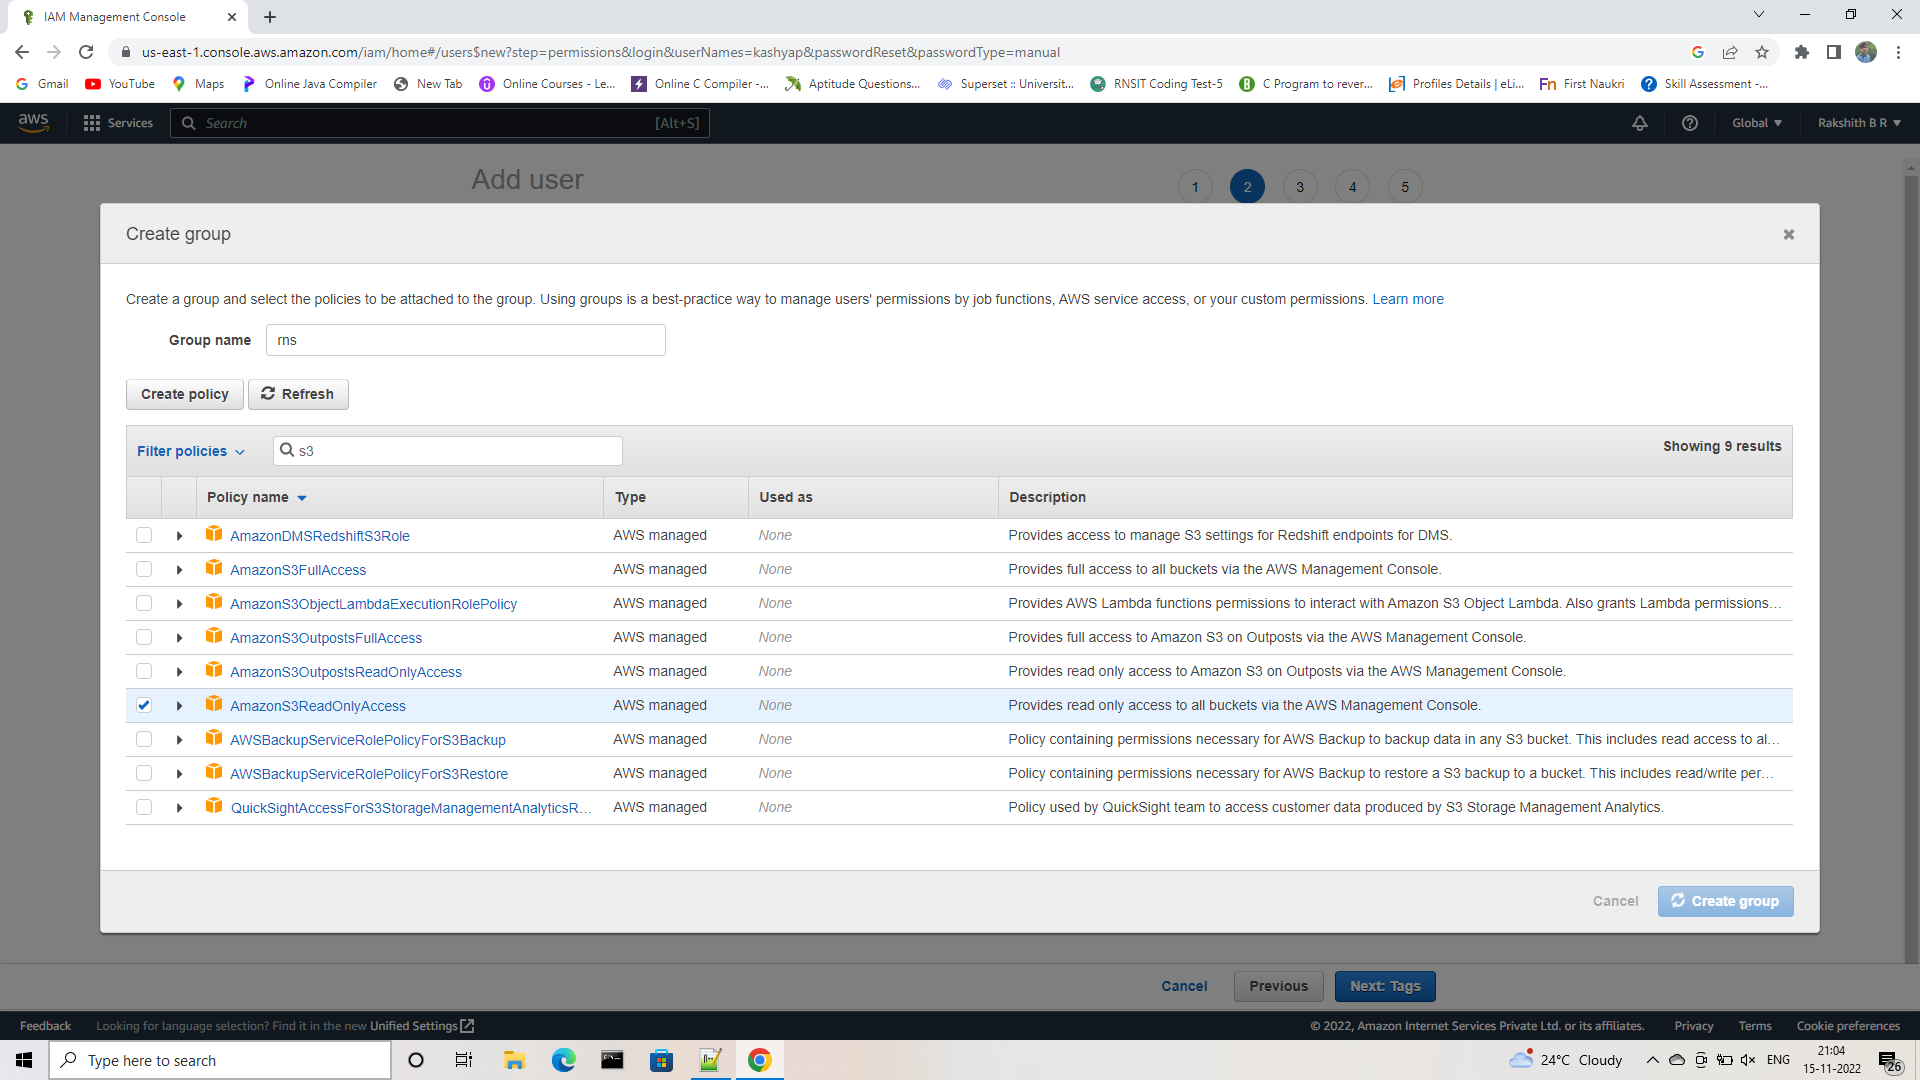 IAM Management Console
us-east-1.console.aws.amazon.com/iam/home#/users$new?step=permissions&login&userNames=kashyap&passwordReset&passwordType=manual
Gmail YouTube Maps Online Java Compiler New Tab Online Courses - Le... Online C Compiler -... Aptitude Questions... Superset :: Universit... RNSIT Coding Test-5 C Program to rever... Profiles Details | eLi... First Naukri Skill Assessment -...
aws Services Search [Alt+S] Global Rakshith B R
Add user 1 2 3 4 5
Create group
Create a group and select the policies to be attached to the group. Using groups is a best-practice way to manage users' permissions by job functions, AWS service access, or your custom permissions. Learn more
Group name rns
Create policy Refresh
Filter policies s3 Showing 9 results
Policy name Type Used as Description
AmazonDMSRedshiftS3Role AWS managed None Provides access to manage S3 settings for Redshift endpoints for DMS.
AmazonS3FullAccess AWS managed None Provides full access to all buckets via the AWS Management Console.
AmazonS3ObjectLambdaExecutionRolePolicy AWS managed None Provides AWS Lambda functions permissions to interact with Amazon S3 Object Lambda. Also grants Lambda permissions...
AmazonS3OutpostsFullAccess AWS managed None Provides full access to Amazon S3 on Outposts via the AWS Management Console.
AmazonS3OutpostsReadOnlyAccess AWS managed None Provides read only access to Amazon S3 on Outposts via the AWS Management Console.
AmazonS3ReadOnlyAccess AWS managed None Provides read only access to all buckets via the AWS Management Console.
AWSBackupServiceRolePolicyForS3Backup AWS managed None Policy containing permissions necessary for AWS Backup to backup data in any S3 bucket. This includes read access to al...
AWSBackupServiceRolePolicyForS3Restore AWS managed None Policy containing permissions necessary for AWS Backup to restore a S3 backup to a bucket. This includes read/write per...
QuickSightAccessForS3StorageManagementAnalyticsR... AWS managed None Policy used by QuickSight team to access customer data produced by S3 Storage Management Analytics.
Cancel Create group
Cancel Previous Next: Tags
Feedback Looking for language selection? Find it in the new Unified Settings © 2022, Amazon Internet Services Private Ltd. or its affiliates. Privacy Terms Cookie preferences
Type here to search 24°C Cloudy ENG 21:04
15-11-2022 26